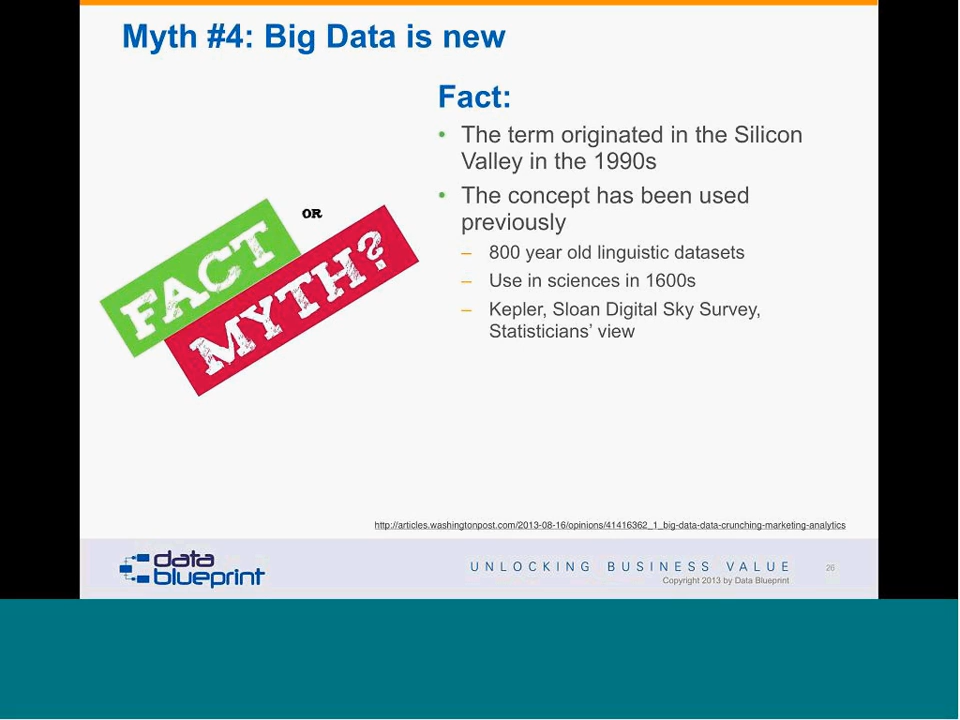 Myth #4: Big Data is new
Fact:
• The term originated in the Silicon
Valley in the 1990s
• The concept has been used
previously
– 800 year old linguistic datasets
– Use in sciences in 1600s
– Kepler, Sloan Digital Sky Survey,
Statisticians' view
FACT
OR
MYTH?
http://articles.washingtonpost.com/2013-08-16/opinions/41416362_1_big-data-data-crunching-marketing-analytics
data
blueprint
UNLOCKING BUSINESS VALUE
Copyright 2013 by Data Blueprint
26